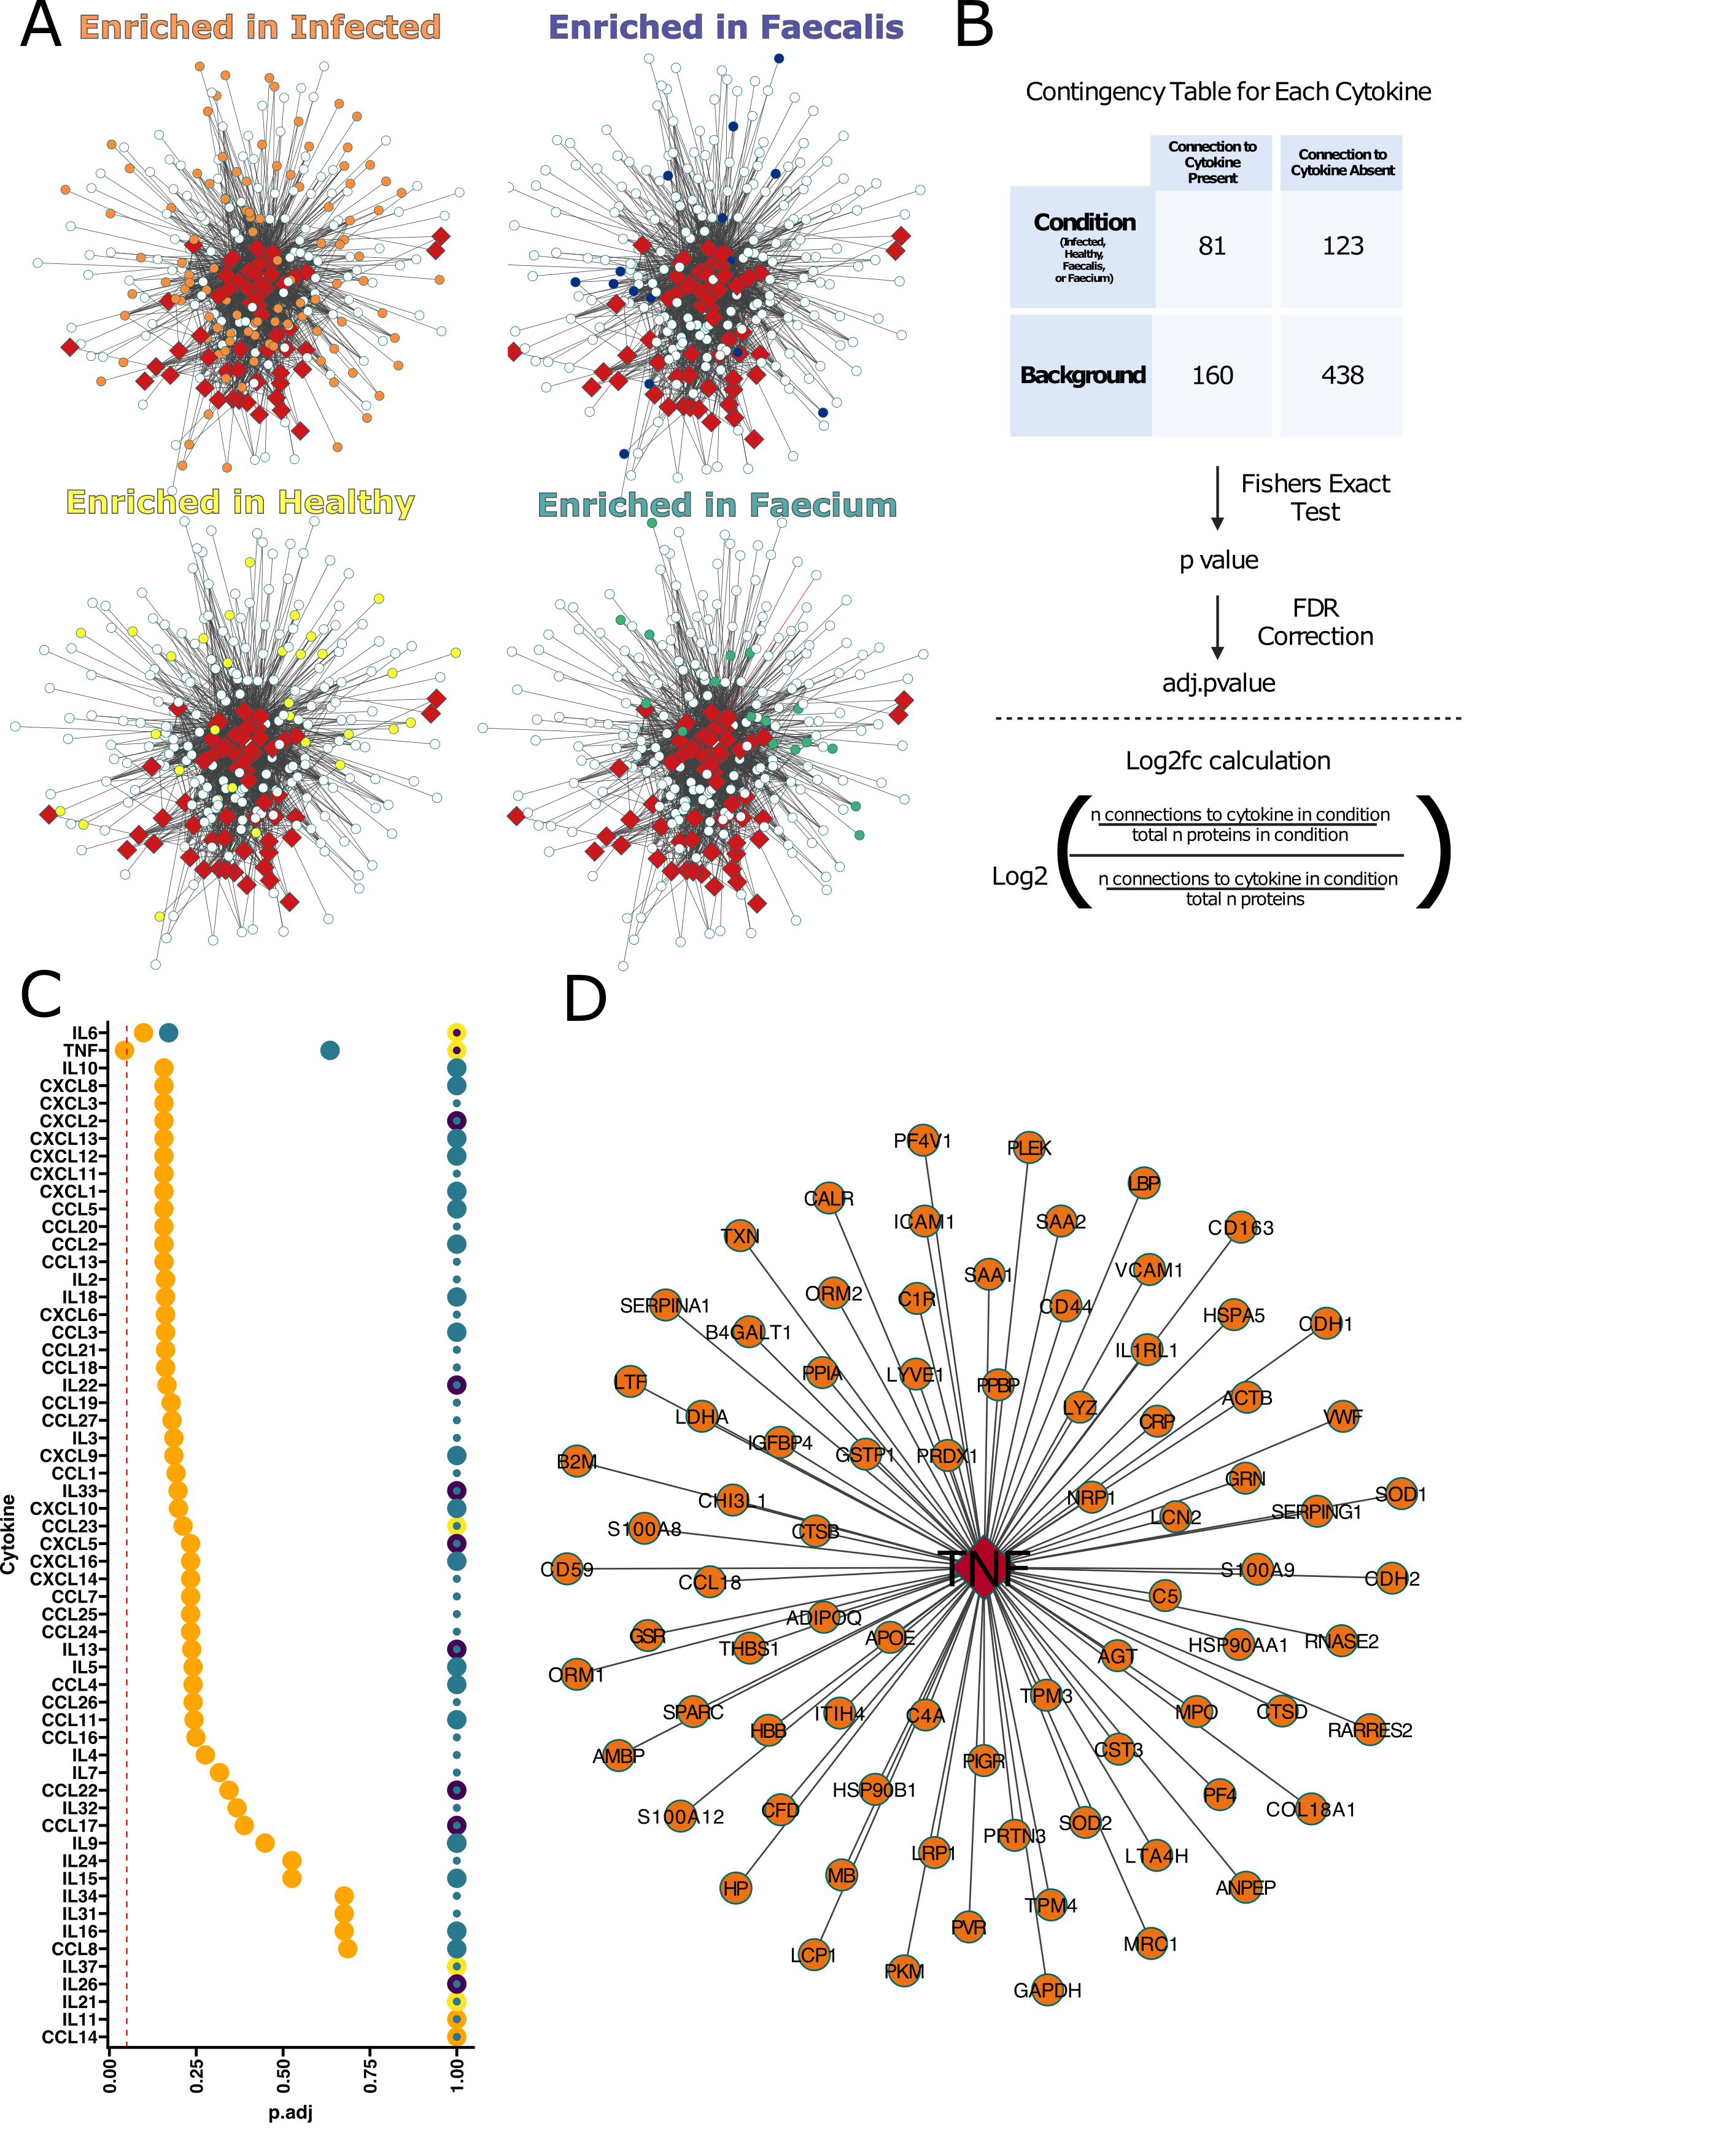 A
Enriched in Infected
Enriched in Faecalis
Enriched in Healthy
Enriched in Faecium
B
Contingency Table for Each Cytokine
Connection to
Cytokine
Present
Connection to
Cytokine Absent
Condition
(Infected,
Healthy,
Faecalis,
or Faecium)
81
123
Background
160
438
Fishers Exact
Test
p value
FDR
Correction
adj.pvalue
Log2fc calculation
Log2
n connections to cytokine in condition
total n proteins in condition
n connections to cytokine in condition
total n proteins
C
Cytokine
IL6
TNF
IL10
CXCL8
CXCL3
CXCL2
CXCL13
CXCL12
CXCL11
CXCL1
CCL5
CCL20
CCL2
CCL13
IL2
IL18
CXCL6
CCL3
CCL21
CCL18
IL22
CCL19
CCL27
IL3
CXCL9
CCL1
IL33
CXCL10
CCL23
CXCL5
CXCL16
CXCL14
CCL7
CCL25
CCL24
IL13
IL5
CCL4
CCL26
CCL11
CCL16
IL4
IL7
CCL22
IL32
CCL17
IL9
IL24
IL15
IL34
IL31
IL16
CCL8
IL37
IL26
IL21
IL11
CCL14
0.00
0.25
0.50
0.75
1.00
p.adj
D
PF4V1
PLEK
LBP
CALR
ICAM1
SAA2
CD163
TXN
VCAM1
SAA1
ORM2
C1R
CD44
SERPINA1
HSPA5
CDH1
B4GALT1
IL1RL1
PPIA
LYVE1
PPBP
LTF
ACTB
LDHA
LYZ
CRP
VWF
IGFBP4
GSTP1
PRDX1
B2M
GRN
CHI3L1
NRP1
SOD1
SERPING1
LCN2
S100A8
CTSB
TNF
CD59
S100A9
CDH2
CCL18
C5
ADIPOQ
GSR
THBS1
APOE
HSP90AA1
RNASE2
AGT
ORM1
TPM3
SPARC
ITIH4
C4A
MPO
CTSD
HBB
RARRES2
AMBP
CST3
PIGR
HSP90B1
PF4
S100A12
CFD
COL18A1
SOD2
PRTN3
LRP1
LTA4H
MB
HP
ANPEP
TPM4
PVR
MRC1
LCP1
PKM
GAPDH